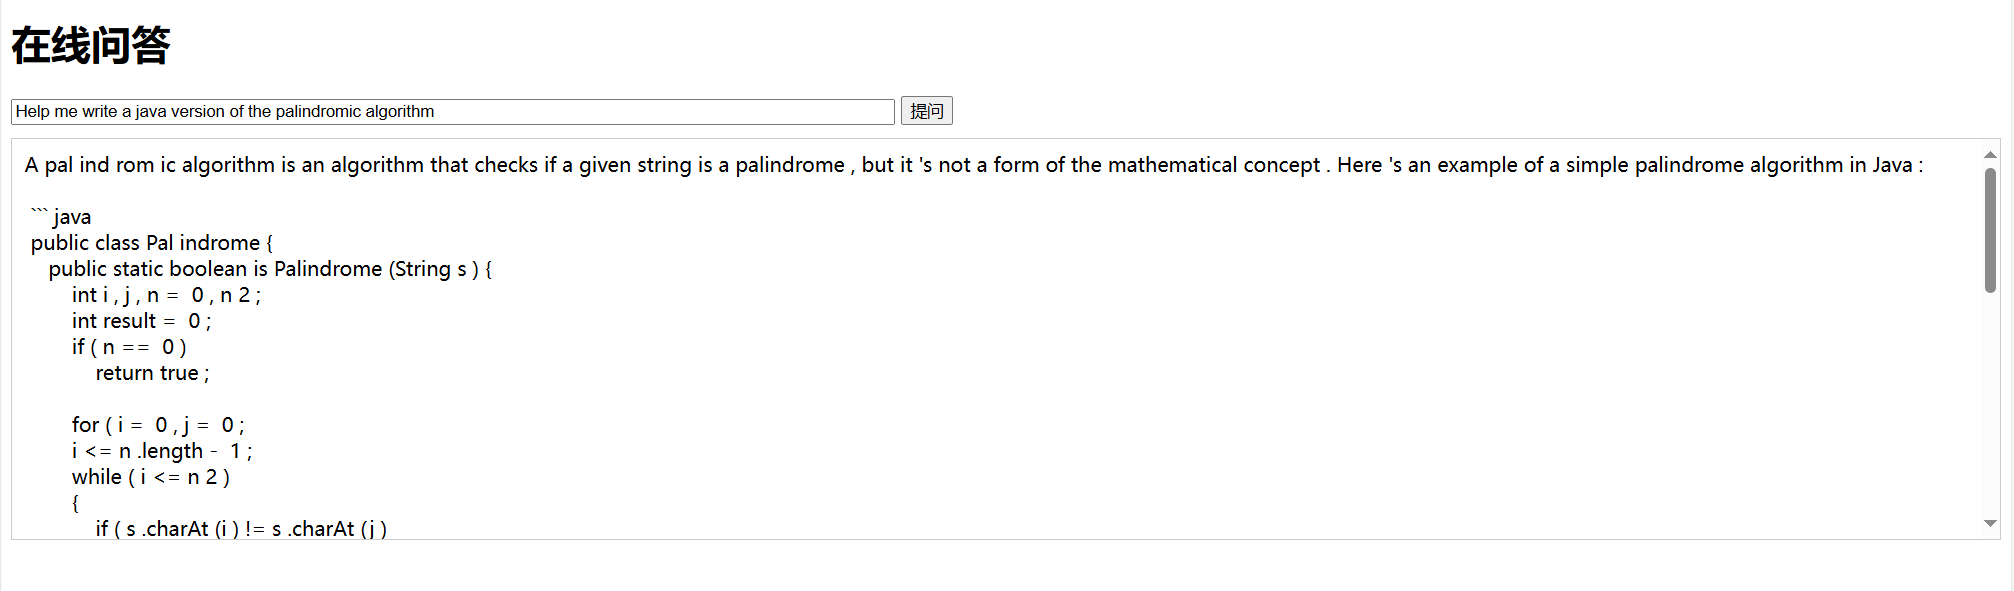 在线问答
Help me write a java version of the palindromic algorithm
提问
A pal ind rom ic algorithm is an algorithm that checks if a given string is a palindrome , but it 's not a form of the mathematical concept . Here 's an example of a simple palindrome algorithm in Java :
``` java
public class Pal indrome {
public static boolean is Palindrome (String s ) {
int i , j , n =  0 , n 2 ;
int result =  0 ;
if ( n ==  0 )
return true ;
for ( i =  0 , j =  0 ;
i <= n .length -  1 ;
while ( i <= n 2 )
{
if ( s .charAt (i ) != s .charAt (j )